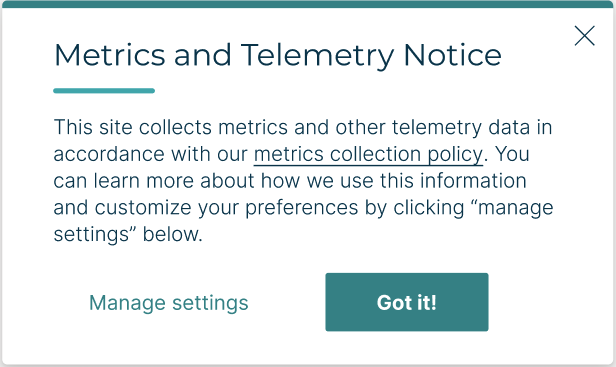 Metrics and Telemetry Notice
This site collects metrics and other telemetry data in
accordance with our metrics collection policy. You
can learn more about how we use this information
and customize your preferences by clicking “manage
settings” below.
Manage settings
Got it!